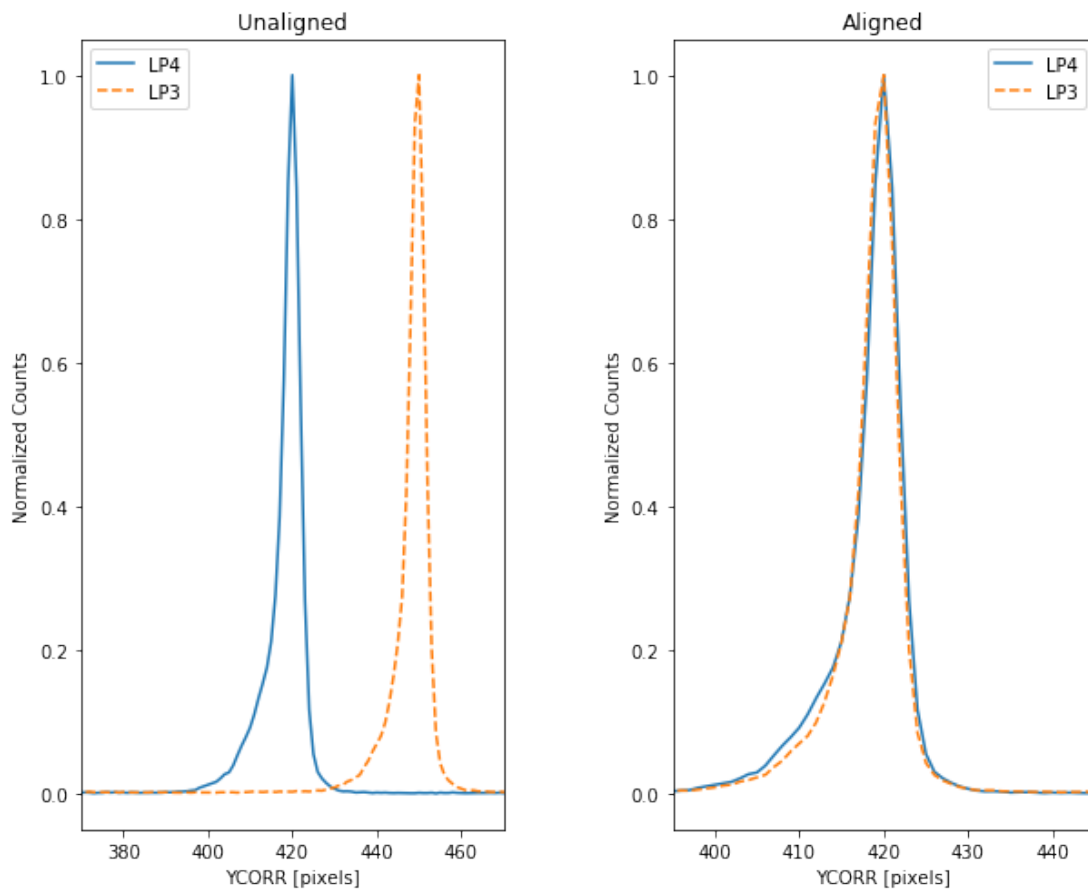 Unaligned
LP4
LP3
1.0
0.8
0.6
0.4
0.2
0.0
Normalized Counts
380 400 420 440 460
YCORR [pixels]
Aligned
LP4
LP3
1.0
0.8
0.6
0.4
0.2
0.0
Normalized Counts
400 410 420 430 440
YCORR [pixels]